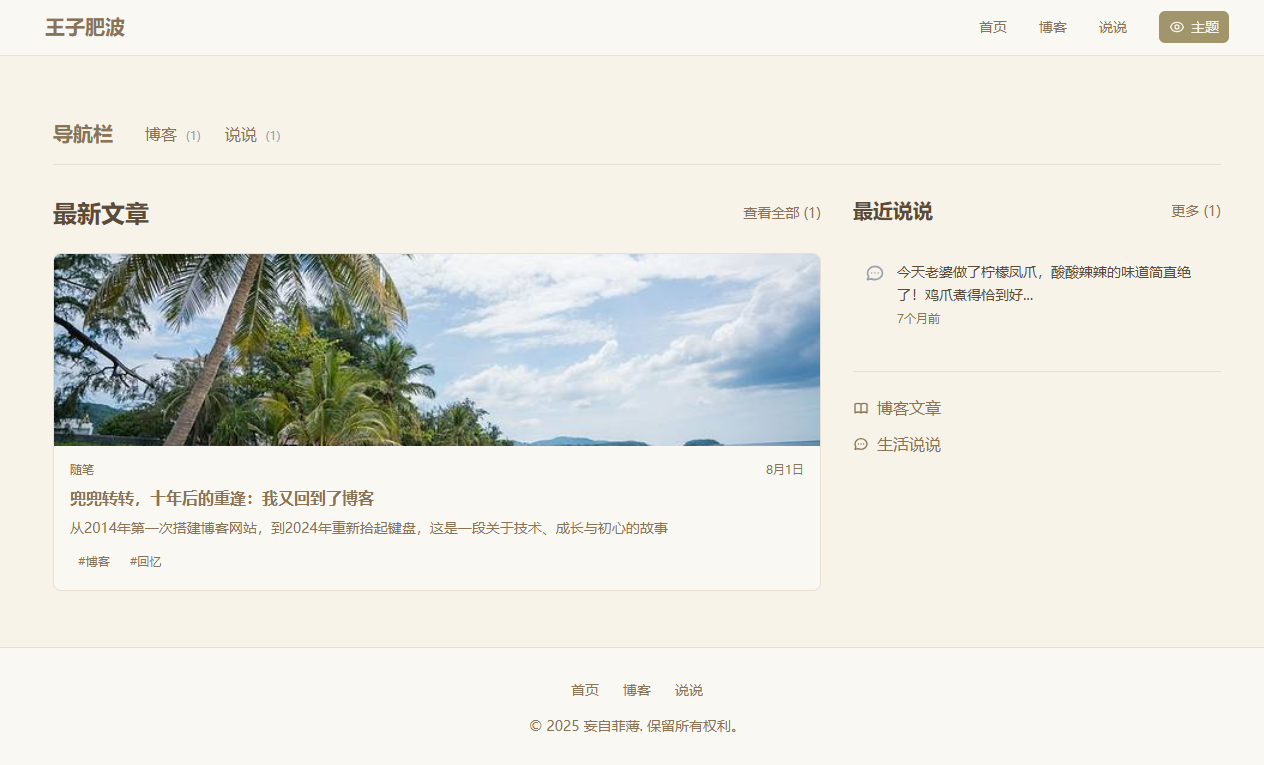 王子肥波
首页 博客 说说 主题
导航栏 博客 (1) 说说 (1)
最新文章 查看全部 (1)
随笔 8月1日
兜兜转转，十年后的重逢：我又回到了博客
从2014年第一次搭建博客网站，到2024年重新拾起键盘，这是一段关于技术、成长与初心的故事
#博客 #回忆
最近说说 更多 (1)
今天老婆做了柠檬凤爪，酸酸辣辣的味道简直绝
了！鸡爪煮得恰到好...
7个月前
博客文章
生活说说
首页 博客 说说
© 2025 妄自菲薄. 保留所有权利。